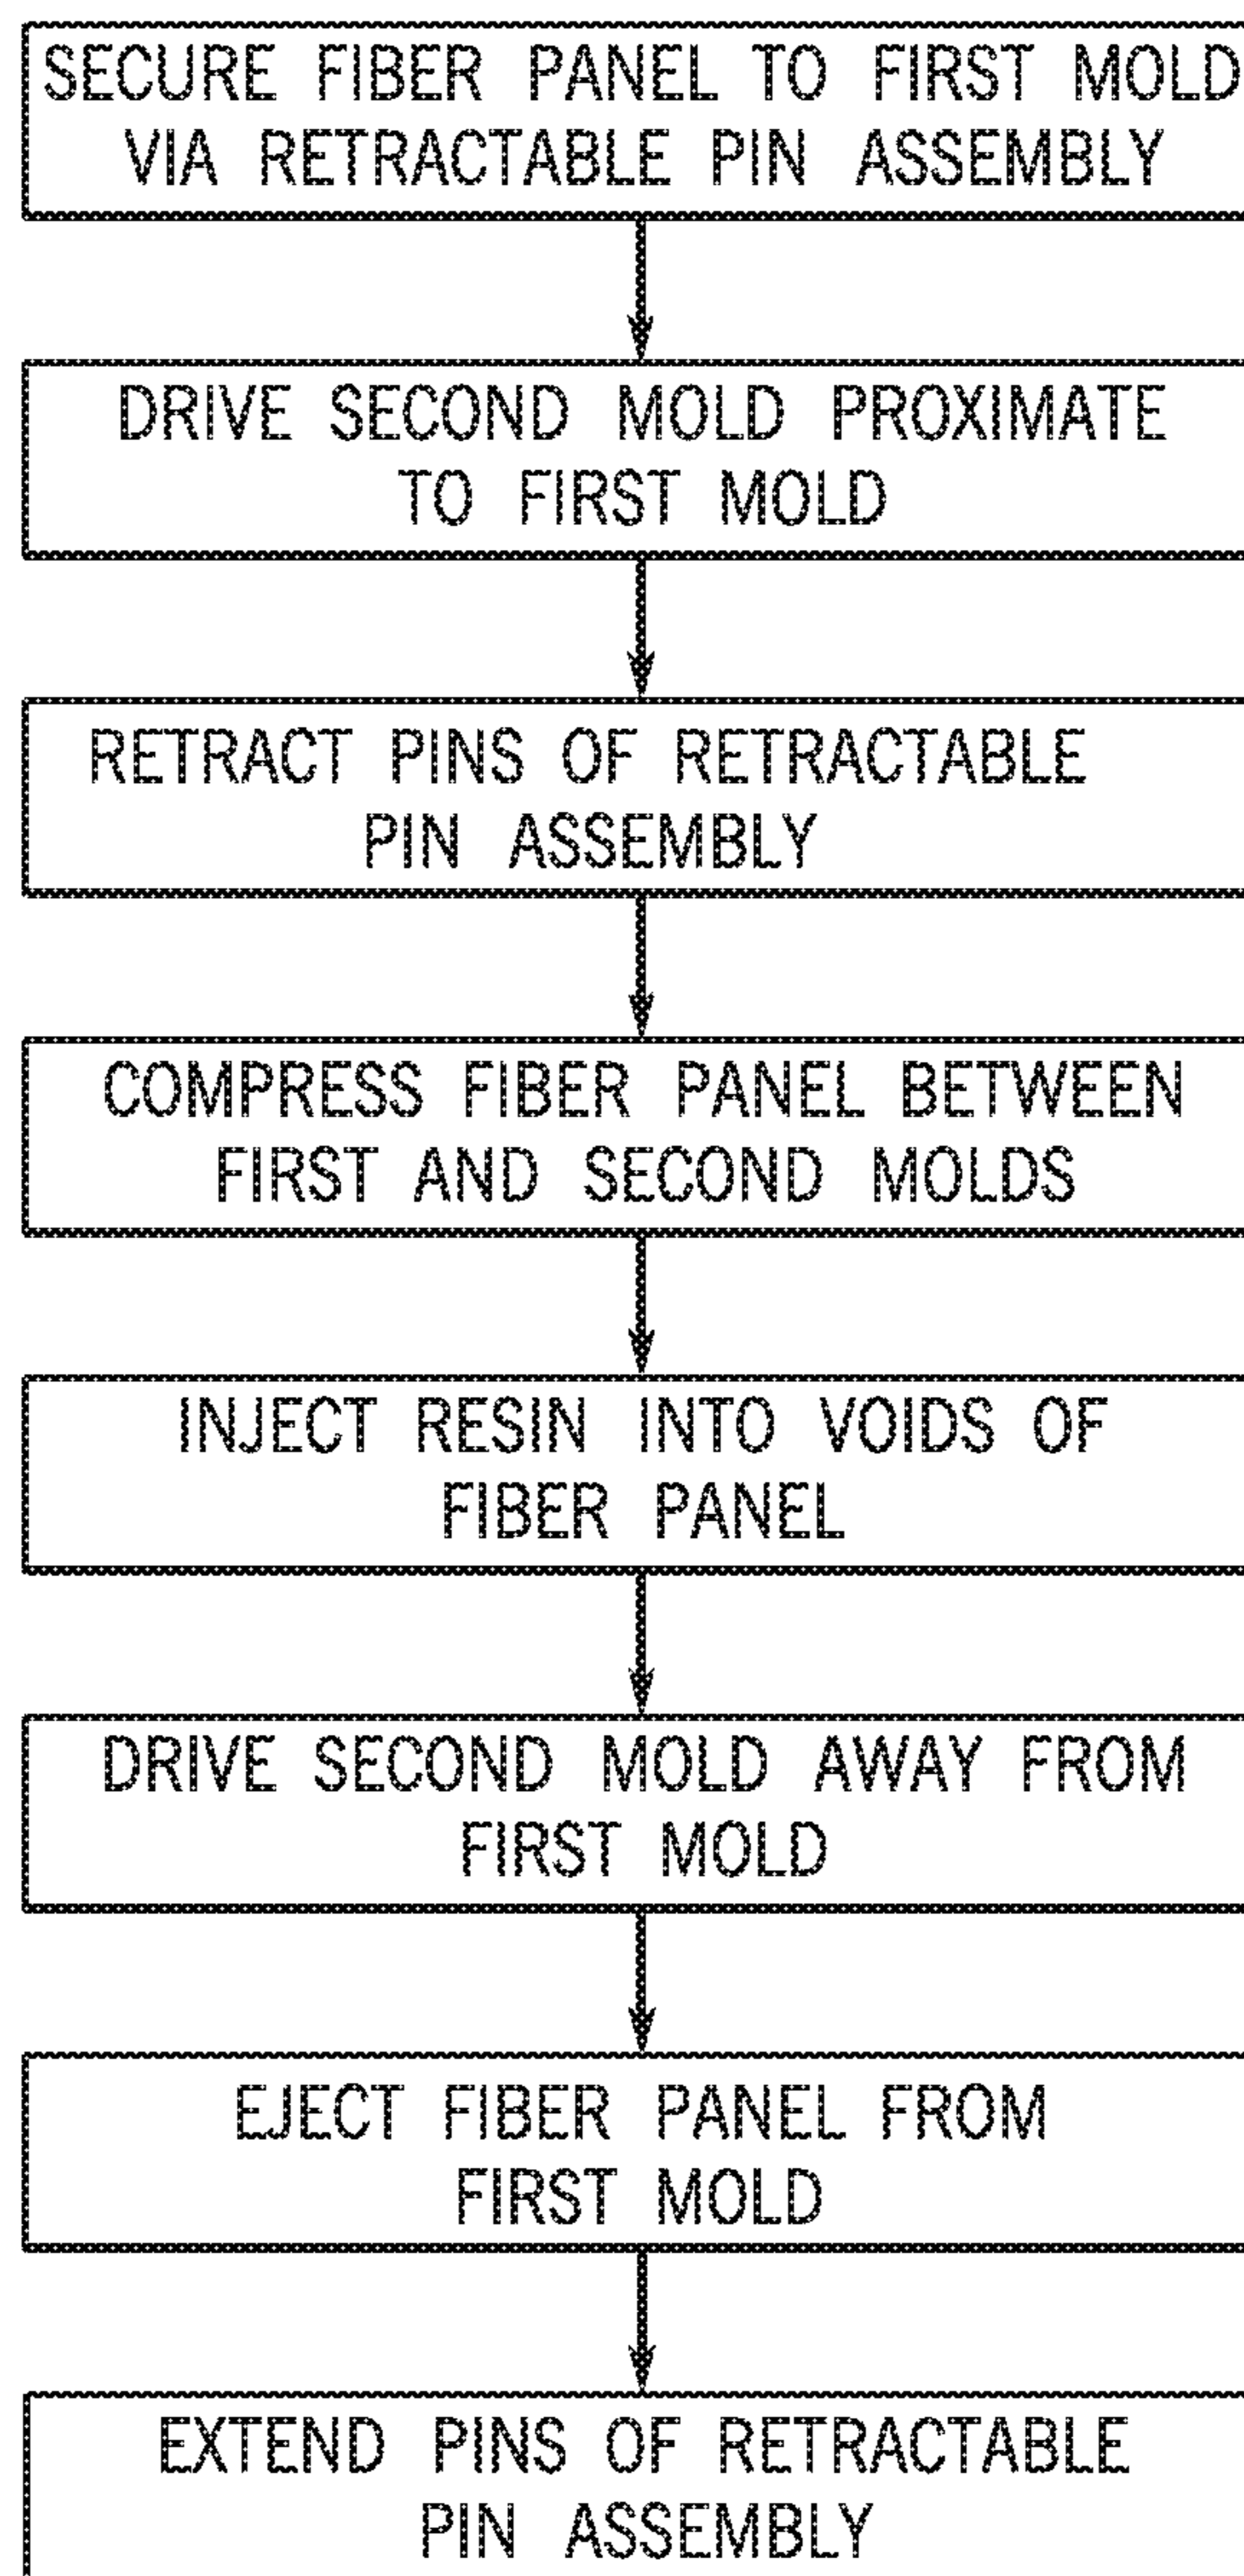 SECURE FIBER PANEL TO FIRST MOLD
VIA RETRACTABLE PIN ASSEMBLY
DRIVE SECOND MOLD PROXIMATE
TO FIRST MOLD
RETRACT PINS OF RETRACTABLE
PIN ASSEMBLY
COMPRESS FIBER PANEL BETWEEN
FIRST AND SECOND MOLDS
INJECT RESIN INTO VOIDS OF
FIBER PANEL
DRIVE SECOND MOLD AWAY FROM
FIRST MOLD
EJECT FIBER PANEL FROM
FIRST MOLD
EXTEND PINS OF RETRACTABLE
PIN ASSEMBLY